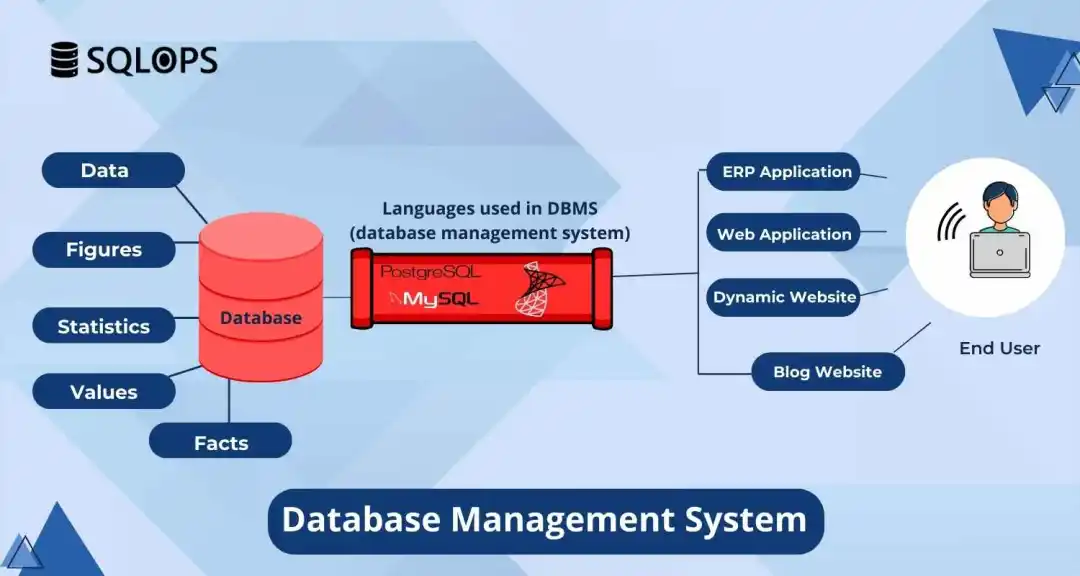 SQLOPS
Data
Figures
Statistics
Values
Facts
Database
Languages used in DBMS
(database management system)
PostgreSQL
MySQL
ERP Application
Web Application
Dynamic Website
Blog Website
End User
Database Management System